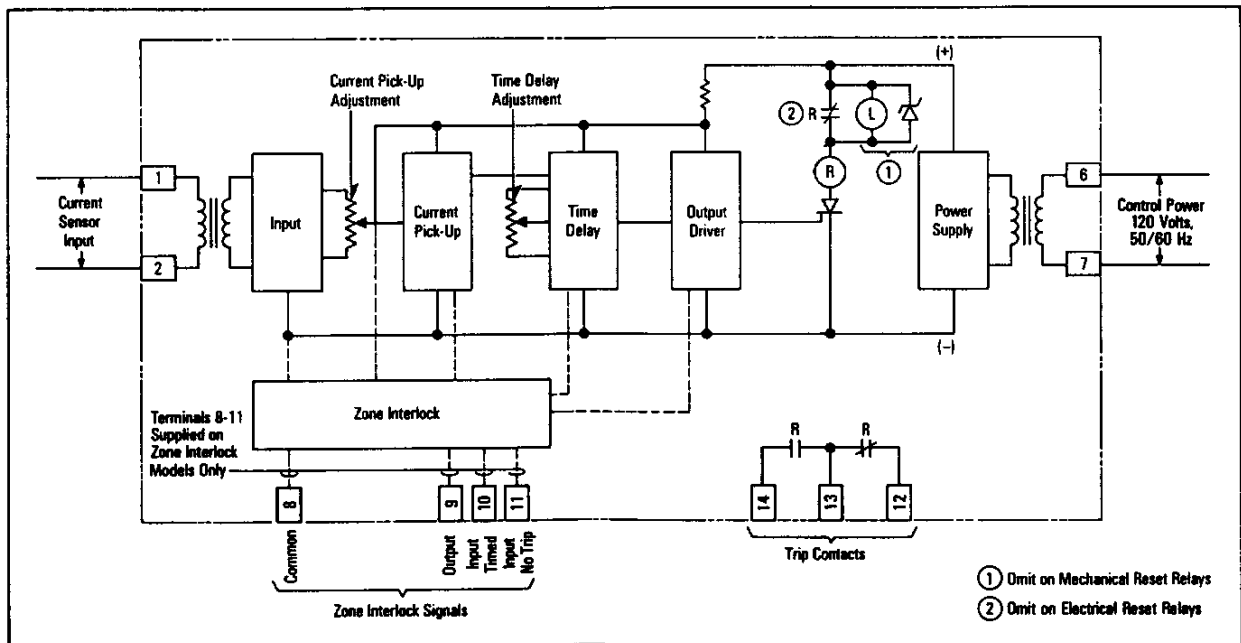 Current Pick-Up
Adjustment
Time Delay
Adjustment
(+)
2
R
L
1
R
1
2
Current
Sensor
Input
Input
Current
Pick-Up
Time
Delay
Output
Driver
Power
Supply
6
7
Control Power
120 Volts,
50/60 Hz
(−)
Zone Interlock
Terminals 8-11
Supplied on
Zone Interlock
Models Only
8
9
10
11
Common
Output
Input
Timed
Input
No Trip
Zone Interlock Signals
R
R
14
13
12
Trip Contacts
1 Omit on Mechanical Reset Relays
2 Omit on Electrical Reset Relays